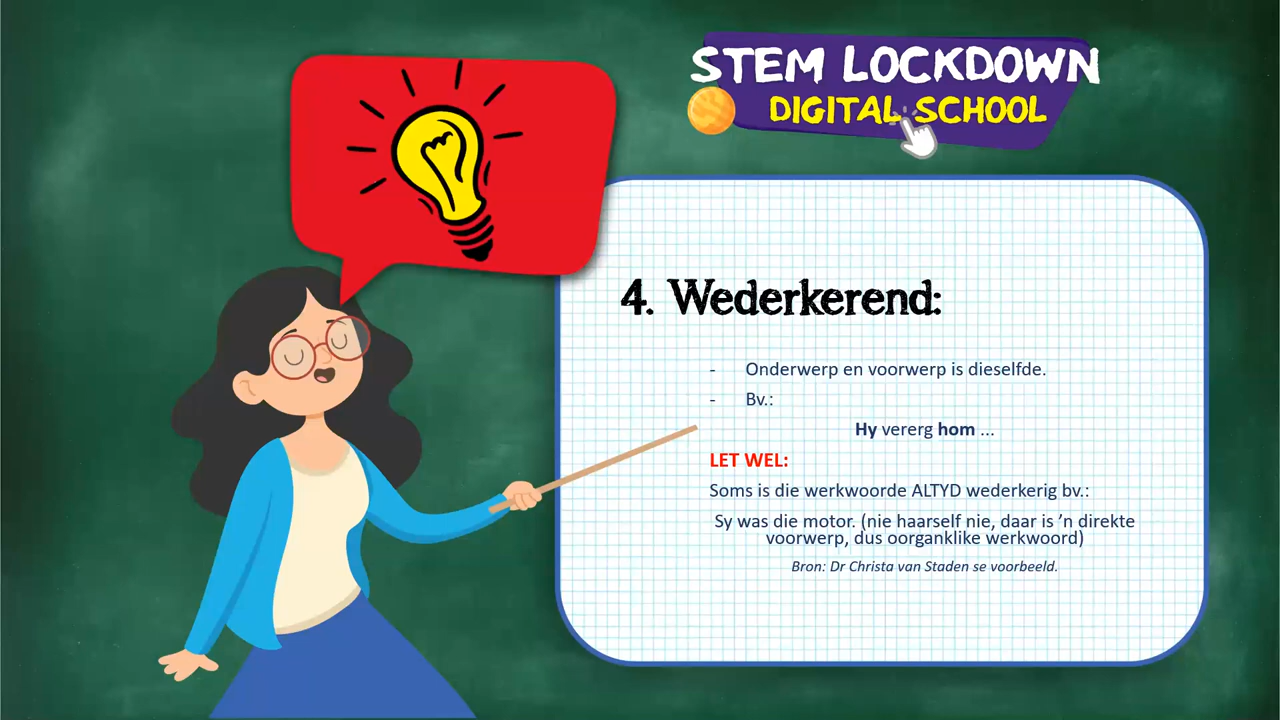 STEM LOCKDOWN
DIGITAL SCHOOL
4. Wederkerend:
- Onderwerp en voorwerp is dieselfde.
- Bv.:
Hy vererg hom ...
LET WEL:
Soms is die werkwoorde ALTYD wederkerig bv.:
Sy was die motor. (nie haarself nie, daar is ’n direkte
voorwerp, dus oorganklike werkwoord)
Bron: Dr Christa van Staden se voorbeeld.